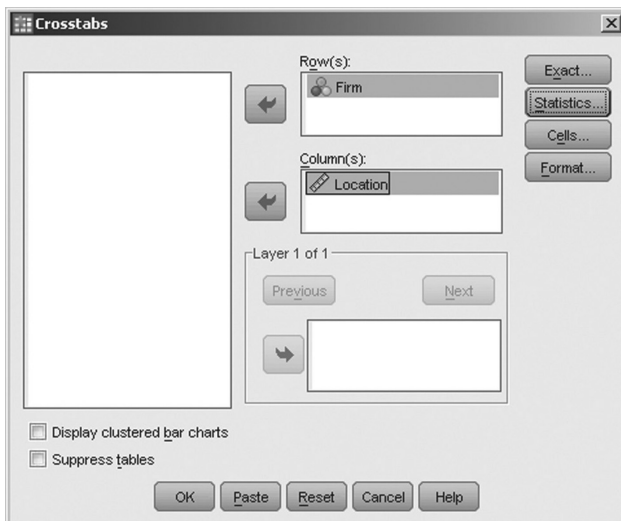 Crosstabs
Row(s):
Firm
Column(s):
Location
Layer 1 of 1
Previous
Next
Exact...
Statistics...
Cells...
Format...
Display clustered bar charts
Suppress tables
OK
Paste
Reset
Cancel
Help